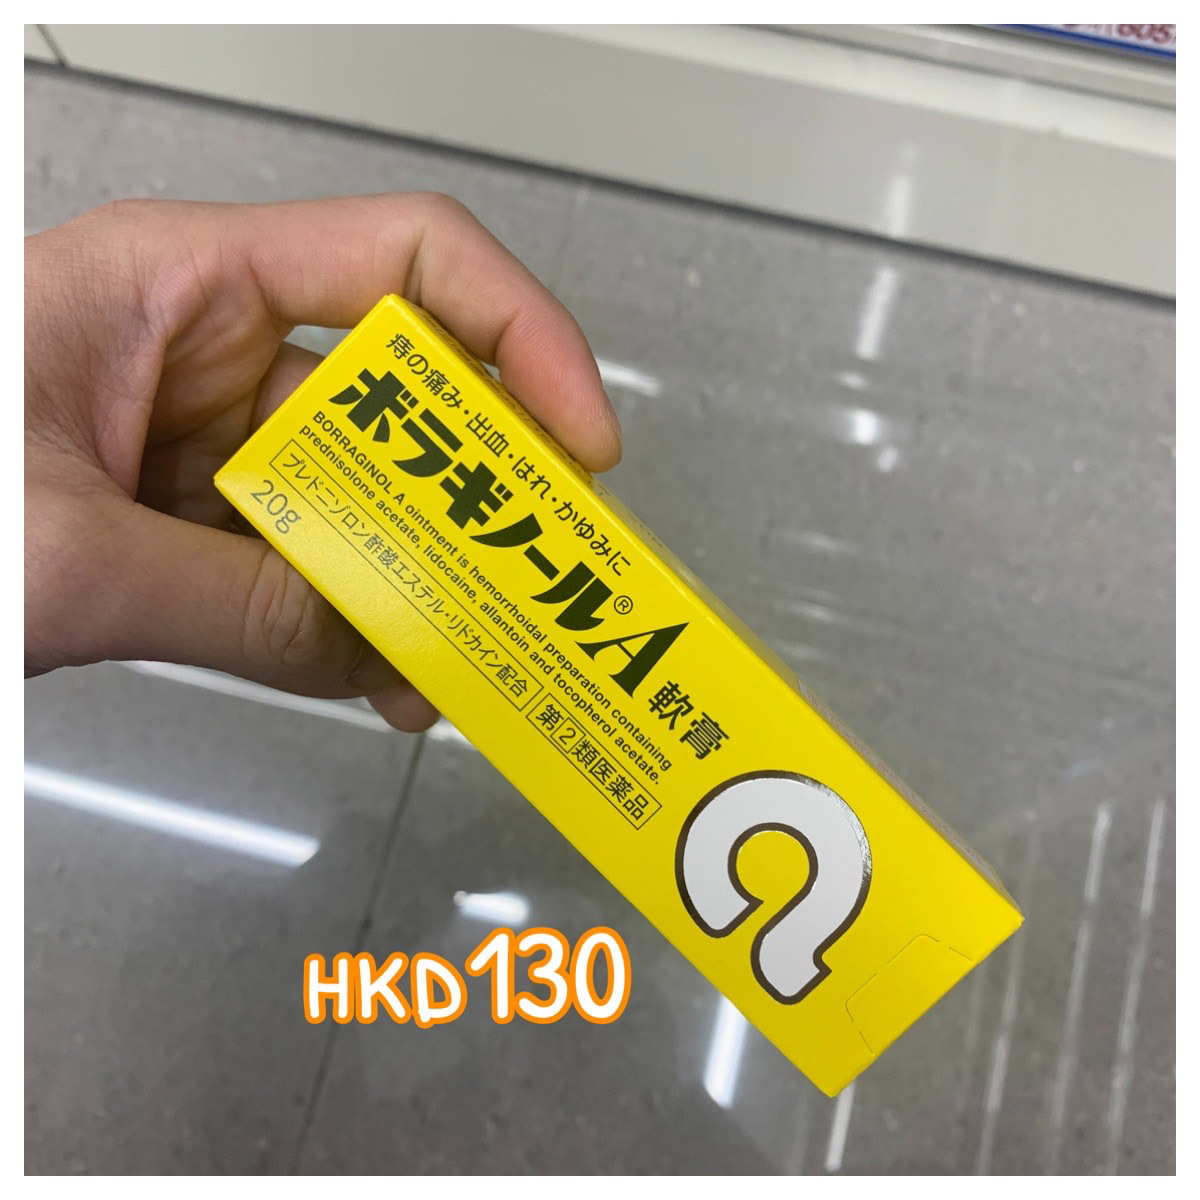 痔の痛み・出血・はれ・かゆみに
ボラギノール®A 軟膏
BORRAGINOL A ointment is hemorrhoidal preparation containing
prednisolone acetate, lidocaine, allantoin and tocopherol acetate.
プレドニゾロン酢酸エステル・リドカイン配合
第②類医薬品
20g
HKD130